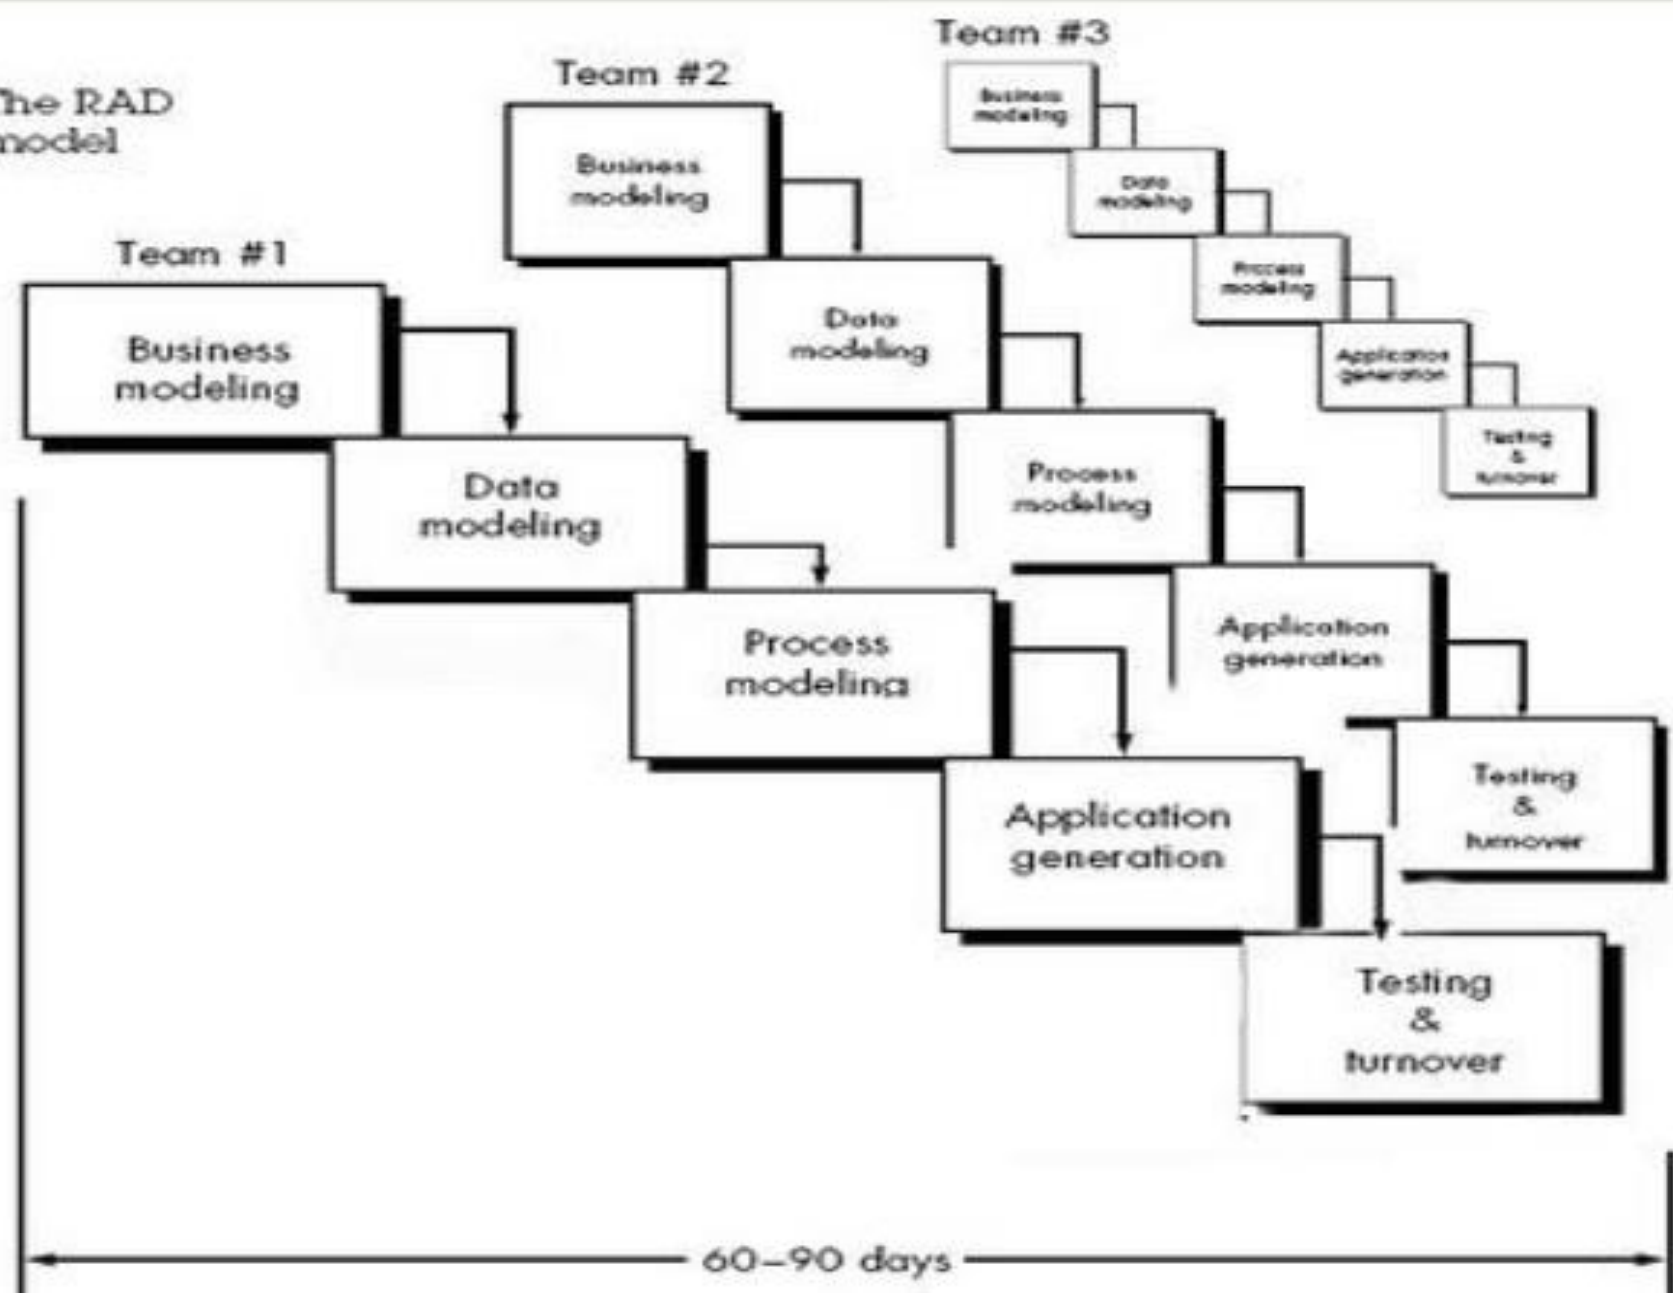 The RAD
model
Team #1
Business
modeling
Data
modeling
Process
modeling
Application
generation
Testing
&
turnover
Team #2
Business
modeling
Data
modeling
Process
modeling
Application
generation
Testing
&
turnover
Team #3
Business
modeling
Data
modeling
Process
modeling
Application
generation
Testing
&
turnover
60–90 days